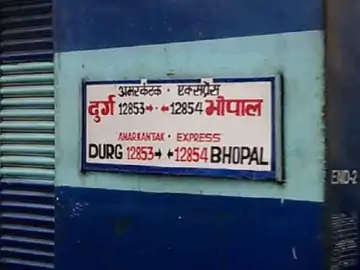 अमरकंटक · एक्सप्रेस
दुर्ग 12853→ ·←12854 भोपाल
AMARKANTAK · EXPRESS
DURG 12853→ ·←12854 BHOPAL
END-2